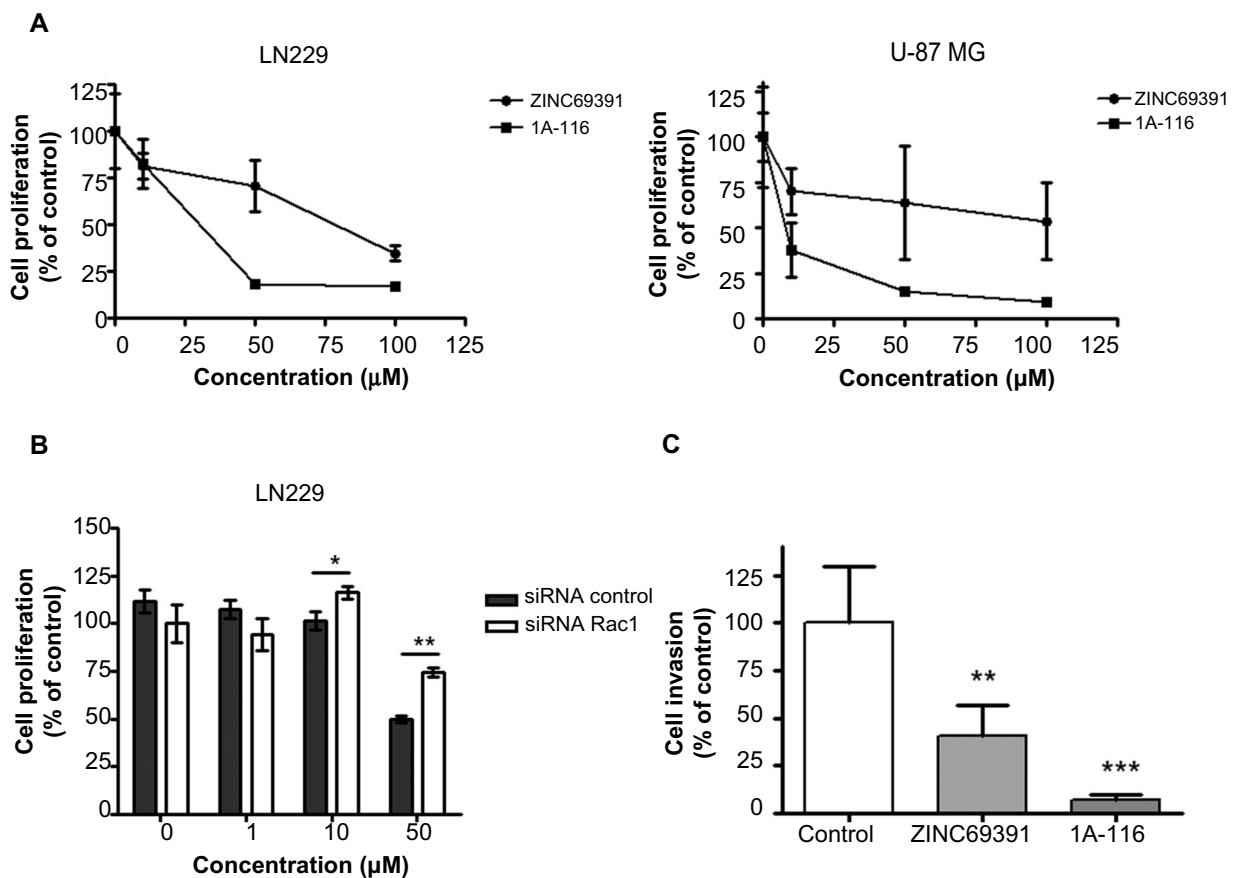 A
LN229
Cell proliferation
(% of control)
125
100
75
50
25
0
0 25 50 75 100 125
Concentration (μM)
ZINC69391
1A-116
U-87 MG
Cell proliferation
(% of control)
125
100
75
50
25
0
0 25 50 75 100 125
Concentration (µM)
ZINC69391
1A-116
B
LN229
Cell proliferation
(% of control)
150
125
100
75
50
25
0
*
**
0 1 10 50
Concentration (µM)
siRNA control
siRNA Rac1
C
Cell invasion
(% of control)
125
100
75
50
25
0
**
***
Control ZINC69391 1A-116